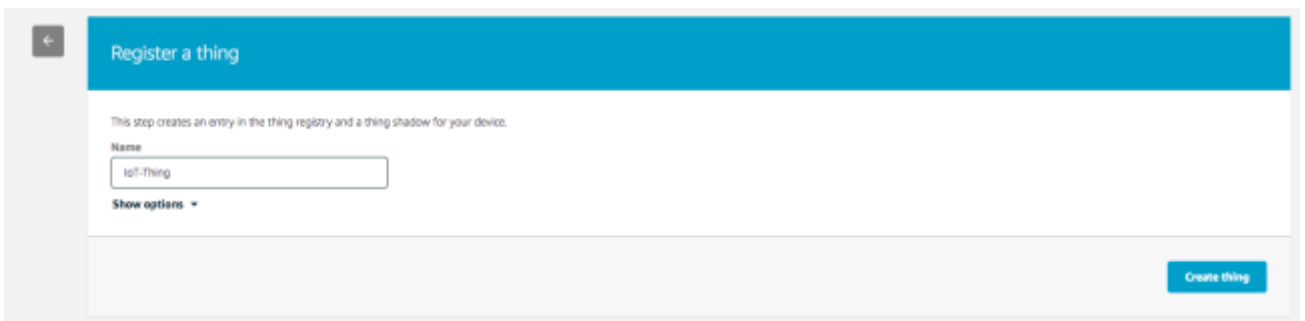 Register a thing
This step creates an entry in the thing registry and a thing shadow for your device.
Name
IoT-Thing
Show options
Create thing